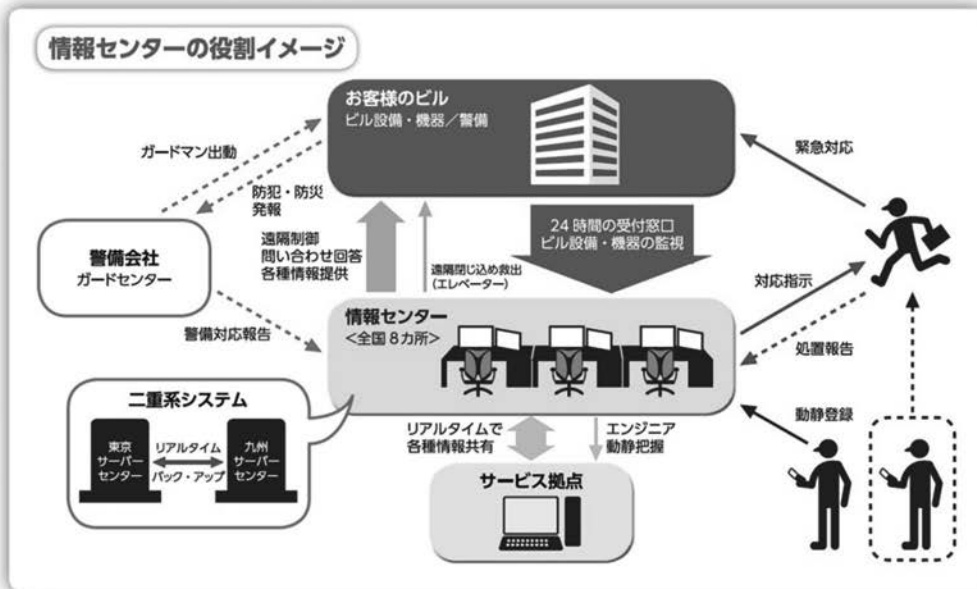 情報センターの役割イメージ
お客様のビル
ビル設備・機器／警備
ガードマン出動
緊急対応
防犯・防災
発報
24時間の受付窓口
ビル設備・機器の監視
遠隔制御
問い合わせ回答
各種情報提供
警備会社
ガードセンター
遠隔閉じ込め救出
(エレベーター)
対応指示
情報センター
<全国8カ所>
警備対応報告
処置報告
二重系システム
東京
サーバー
センター
リアルタイム
バック・アップ
九州
サーバー
センター
リアルタイムで
各種情報共有
エンジニア
動静把握
動静登録
サービス拠点